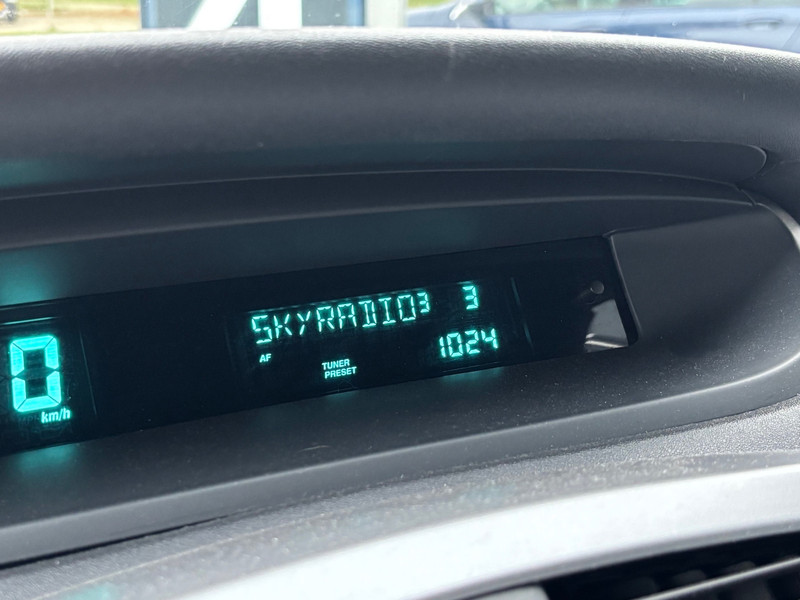 SKYRADIO3 3
AF
TUNER
PRESET
1024
0
km/h